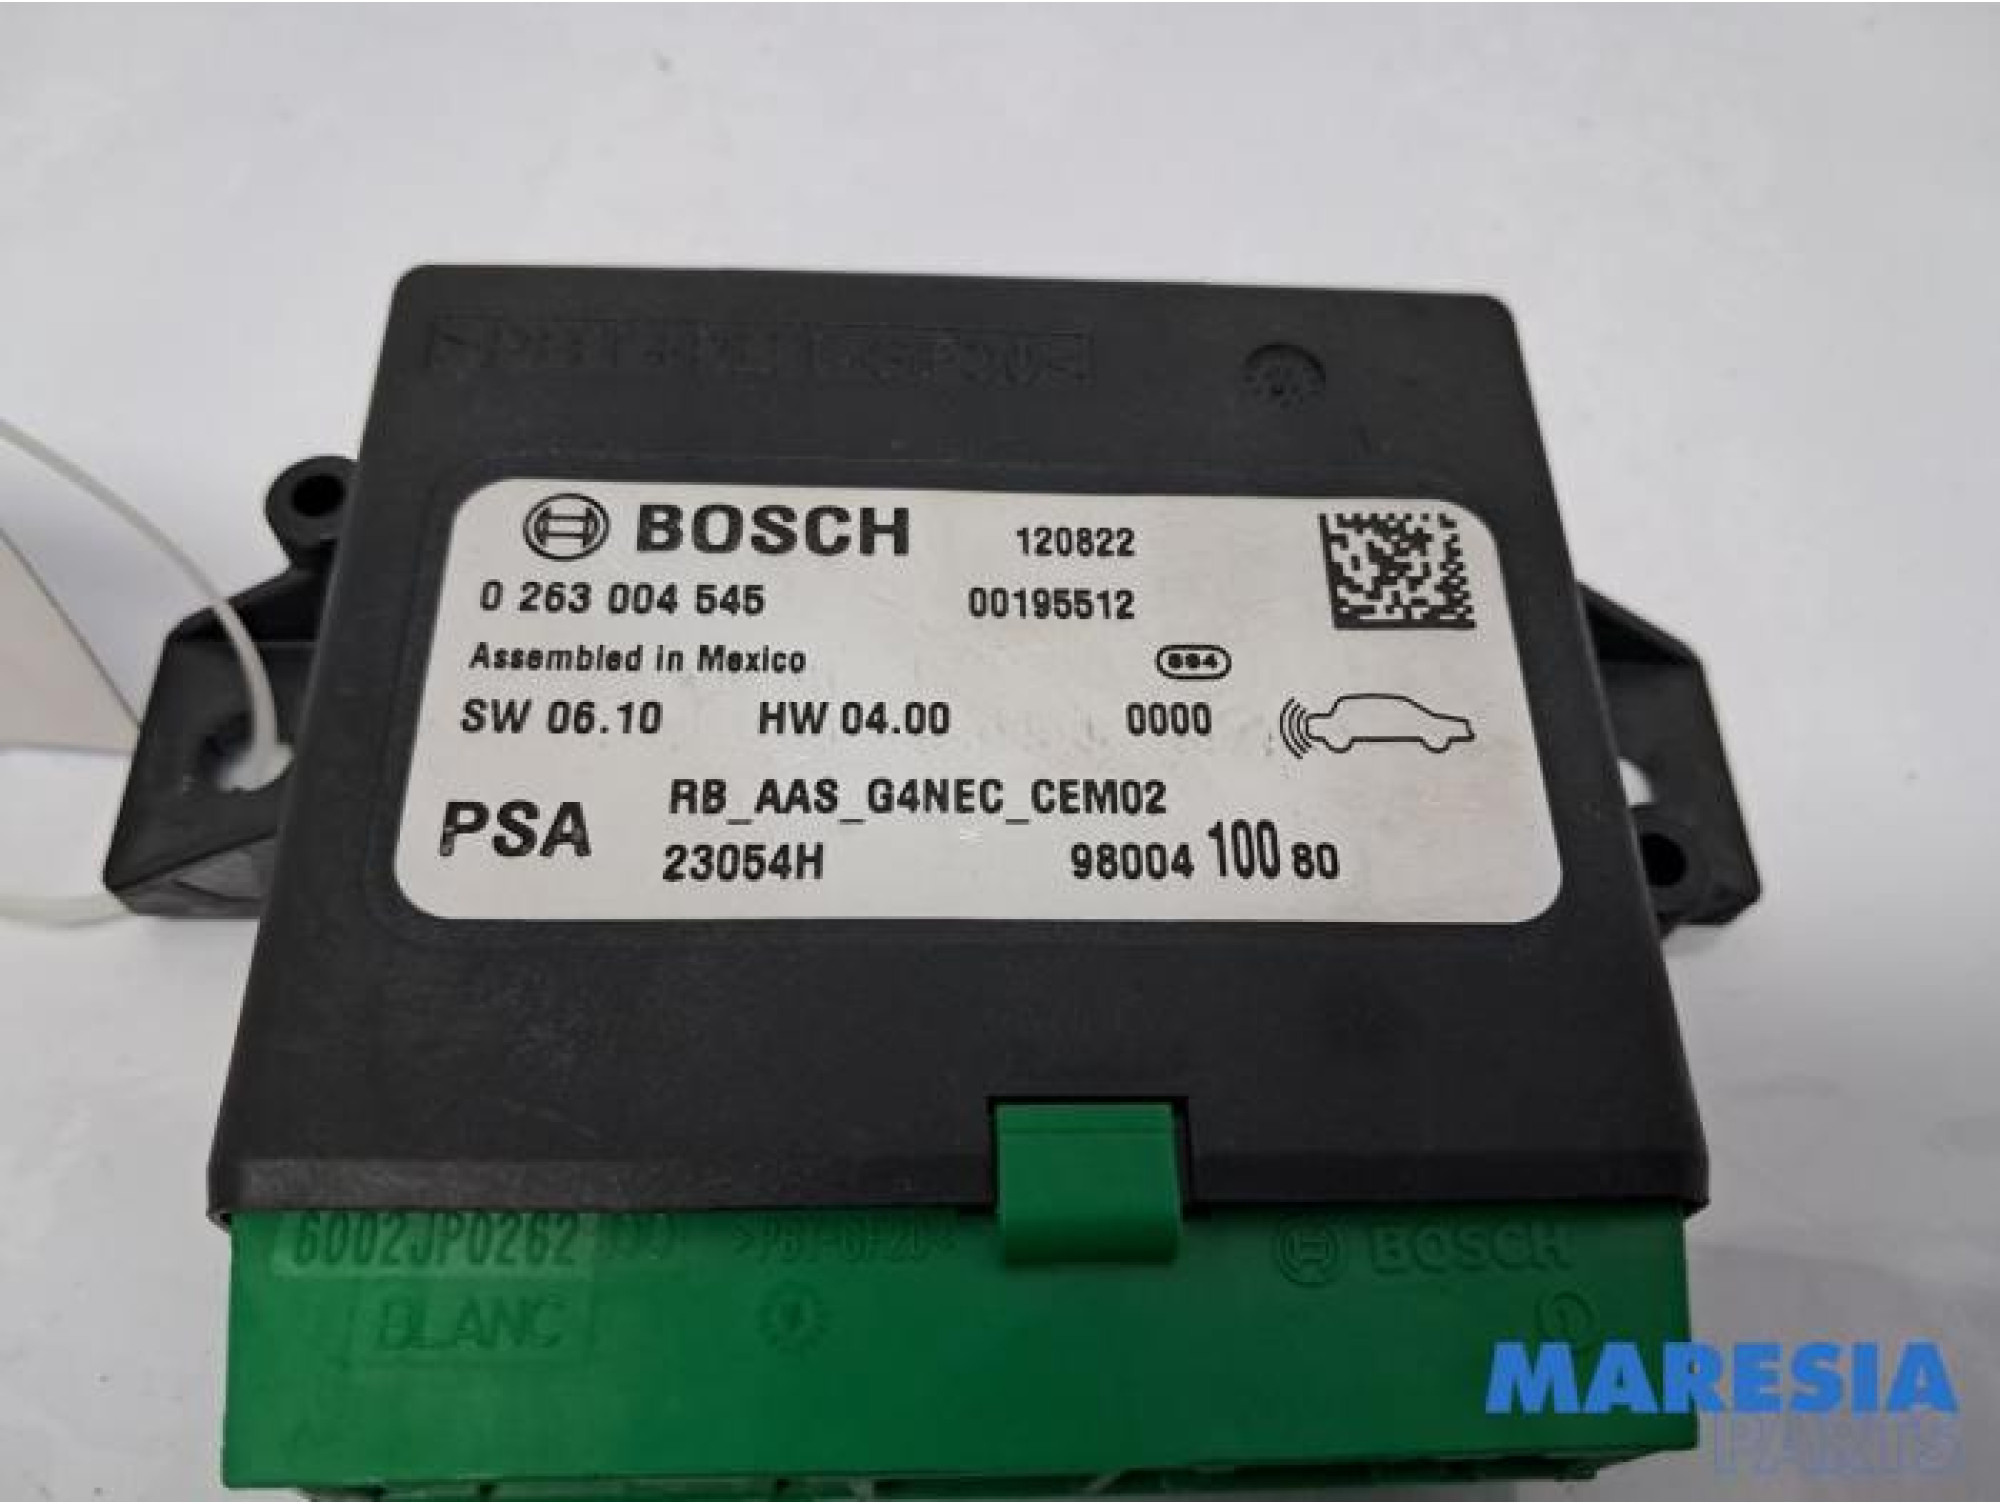 BOSCH 120822
0 263 004 545 00195512
Assembled in Mexico
SW 06.10 HW 04.00 0000
PSA RB_AAS_G4NEC_CEM02
23054H 98004 100 80
6002JP0262
BOSCH
BLANC
MARESIA
PARTS